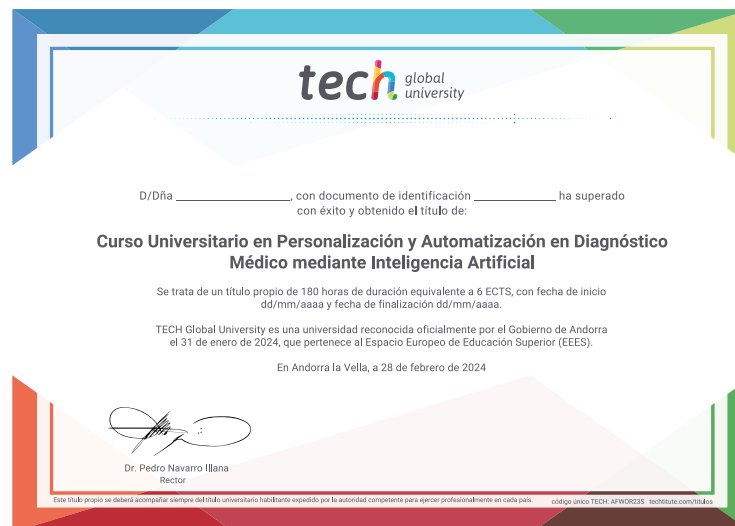 tech global university
D/Dña ______________, con documento de identificación ______________ ha superado
con éxito y obtenido el título de:
Curso Universitario en Personalización y Automatización en Diagnóstico
Médico mediante Inteligencia Artificial
Se trata de un título propio de 180 horas de duración equivalente a 6 ECTS, con fecha de inicio
dd/mm/aaaa y fecha de finalización dd/mm/aaaa.
TECH Global University es una universidad reconocida oficialmente por el Gobierno de Andorra
el 31 de enero de 2024, que pertenece al Espacio Europeo de Educación Superior (EEES).
En Andorra la Vella, a 28 de febrero de 2024
Dr. Pedro Navarro Illana
Rector
Este título propio se deberá acompañar siempre del título universitario habilitante expedido por la autoridad competente para ejercer profesionalmente en cada país. código único TECH: AFWOR23S techtitute.com/titulos